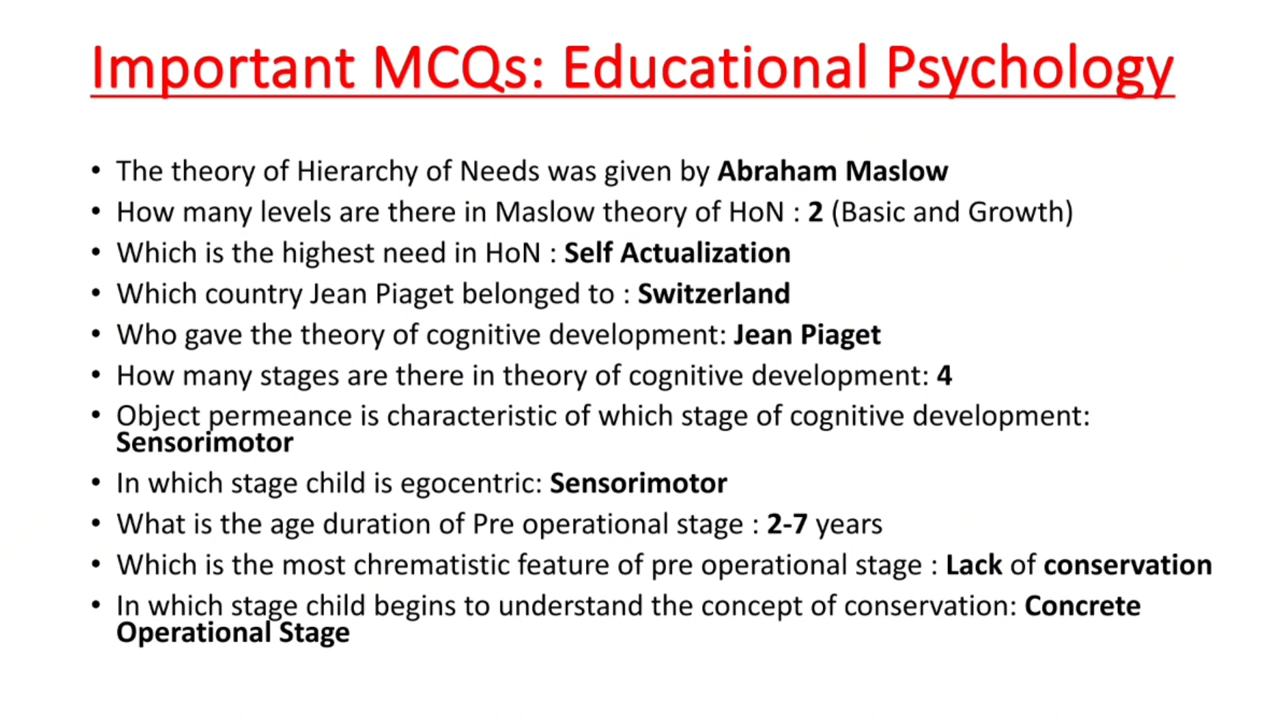 Important MCQs: Educational Psychology
• The theory of Hierarchy of Needs was given by Abraham Maslow
• How many levels are there in Maslow theory of HoN : 2 (Basic and Growth)
• Which is the highest need in HoN : Self Actualization
• Which country Jean Piaget belonged to : Switzerland
• Who gave the theory of cognitive development: Jean Piaget
• How many stages are there in theory of cognitive development: 4
• Object permeance is characteristic of which stage of cognitive development:
Sensorimotor
• In which stage child is egocentric: Sensorimotor
• What is the age duration of Pre operational stage : 2-7 years
• Which is the most chrematistic feature of pre operational stage : Lack of conservation
• In which stage child begins to understand the concept of conservation: Concrete
Operational Stage